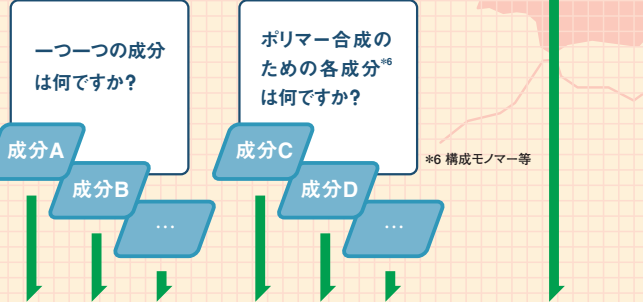 一つ一つの成分
は何ですか?
成分A
成分B
…
ポリマー合成の
ための各成分*6
は何ですか?
成分C
成分D
…
*6 構成モノマー等